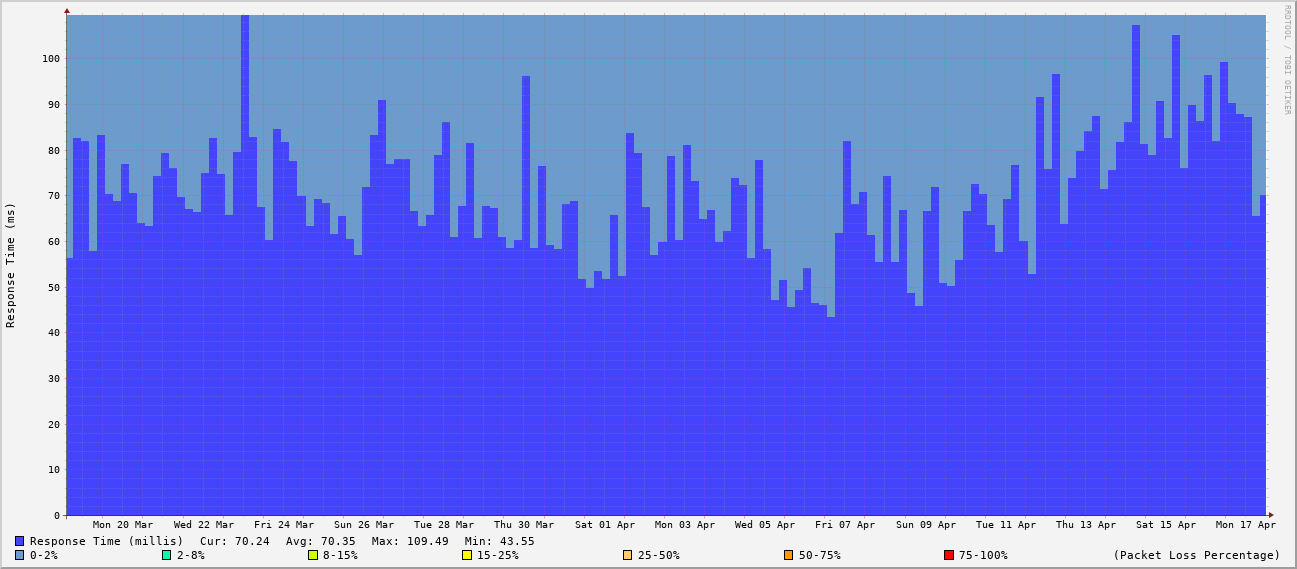 RRDTOOL / TOBI OETIKER
Response Time (ms)
100
90
80
70
60
50
40
30
20
10
0
Mon 20 Mar Wed 22 Mar Fri 24 Mar Sun 26 Mar Tue 28 Mar Thu 30 Mar Sat 01 Apr Mon 03 Apr Wed 05 Apr Fri 07 Apr Sun 09 Apr Tue 11 Apr Thu 13 Apr Sat 15 Apr Mon 17 Apr
Response Time (millis) Cur: 70.24 Avg: 70.35 Max: 109.49 Min: 43.55
0-2% 2-8% 8-15% 15-25% 25-50% 50-75% 75-100% (Packet Loss Percentage)